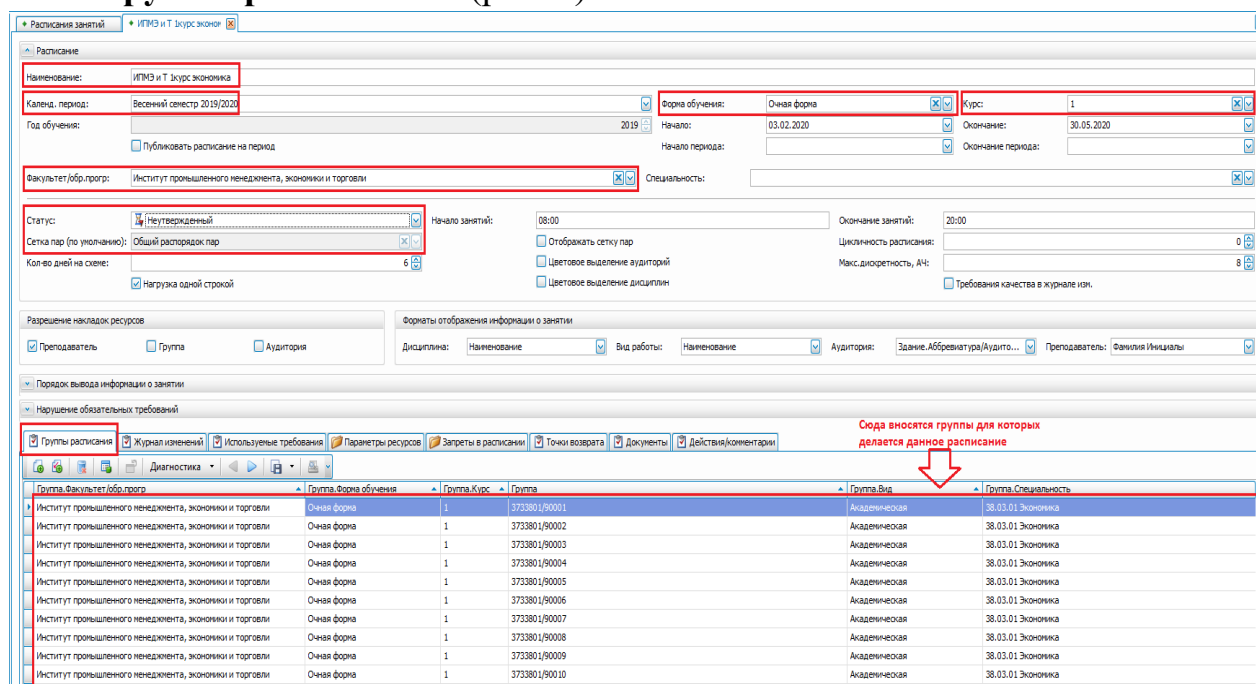 Расписания занятий ИПМЭ и Т 1курс эконом
Расписание
Наименование: ИПМЭ и Т 1курс экономика
Календ. период: Весенний семестр 2019/2020 Форма обучения: Очная форма Курс: 1
Год обучения: 2019 Начало: 03.02.2020 Окончание: 30.05.2020
Публиковать расписание на период Начало периода: Окончание периода:
Факультет/обр.прогр: Институт промышленного менеджмента, экономики и торговли Специальность:
Статус: Неутвержденный Начало занятий: 08:00 Окончание занятий: 20:00
Сетка пар (по умолчанию): Общий распорядок пар Отображать сетку пар Цикличность расписания: 0
Кол-во дней на схеме: 6 Цветовое выделение аудиторий Макс.дискретность, АЧ: 8
Нагрузка одной строкой Цветовое выделение дисциплин Требования качества в журнале изм.
Разрешение накладок ресурсов Форматы отображения информации о занятии
Преподаватель Группа Аудитория Дисциплина: Наименование Вид работы: Наименование Аудитория: Здание.Аббревиатура/Аудито... Преподаватель: Фамилия Инициалы
Порядок вывода информации о занятии
Нарушение обязательных требований
Группы расписания Журнал изменений Используемые требования Параметры ресурсов Запреты в расписании Точки возврата Документы Действия/комментарии
Сюда вносятся группы для которых
делается данное расписание
Диагностика
Группа.Факультет/обр.прогр Группа.Форма обучения Группа.Курс Группа Группа.Вид Группа.Специальность
Институт промышленного менеджмента, экономики и торговли Очная форма 1 3733801/90001 Академическая 38.03.01 Экономика
Институт промышленного менеджмента, экономики и торговли Очная форма 1 3733801/90002 Академическая 38.03.01 Экономика
Институт промышленного менеджмента, экономики и торговли Очная форма 1 3733801/90003 Академическая 38.03.01 Экономика
Институт промышленного менеджмента, экономики и торговли Очная форма 1 3733801/90004 Академическая 38.03.01 Экономика
Институт промышленного менеджмента, экономики и торговли Очная форма 1 3733801/90005 Академическая 38.03.01 Экономика
Институт промышленного менеджмента, экономики и торговли Очная форма 1 3733801/90006 Академическая 38.03.01 Экономика
Институт промышленного менеджмента, экономики и торговли Очная форма 1 3733801/90007 Академическая 38.03.01 Экономика
Институт промышленного менеджмента, экономики и торговли Очная форма 1 3733801/90008 Академическая 38.03.01 Экономика
Институт промышленного менеджмента, экономики и торговли Очная форма 1 3733801/90009 Академическая 38.03.01 Экономика
Институт промышленного менеджмента, экономики и торговли Очная форма 1 3733801/90010 Академическая 38.03.01 Экономика